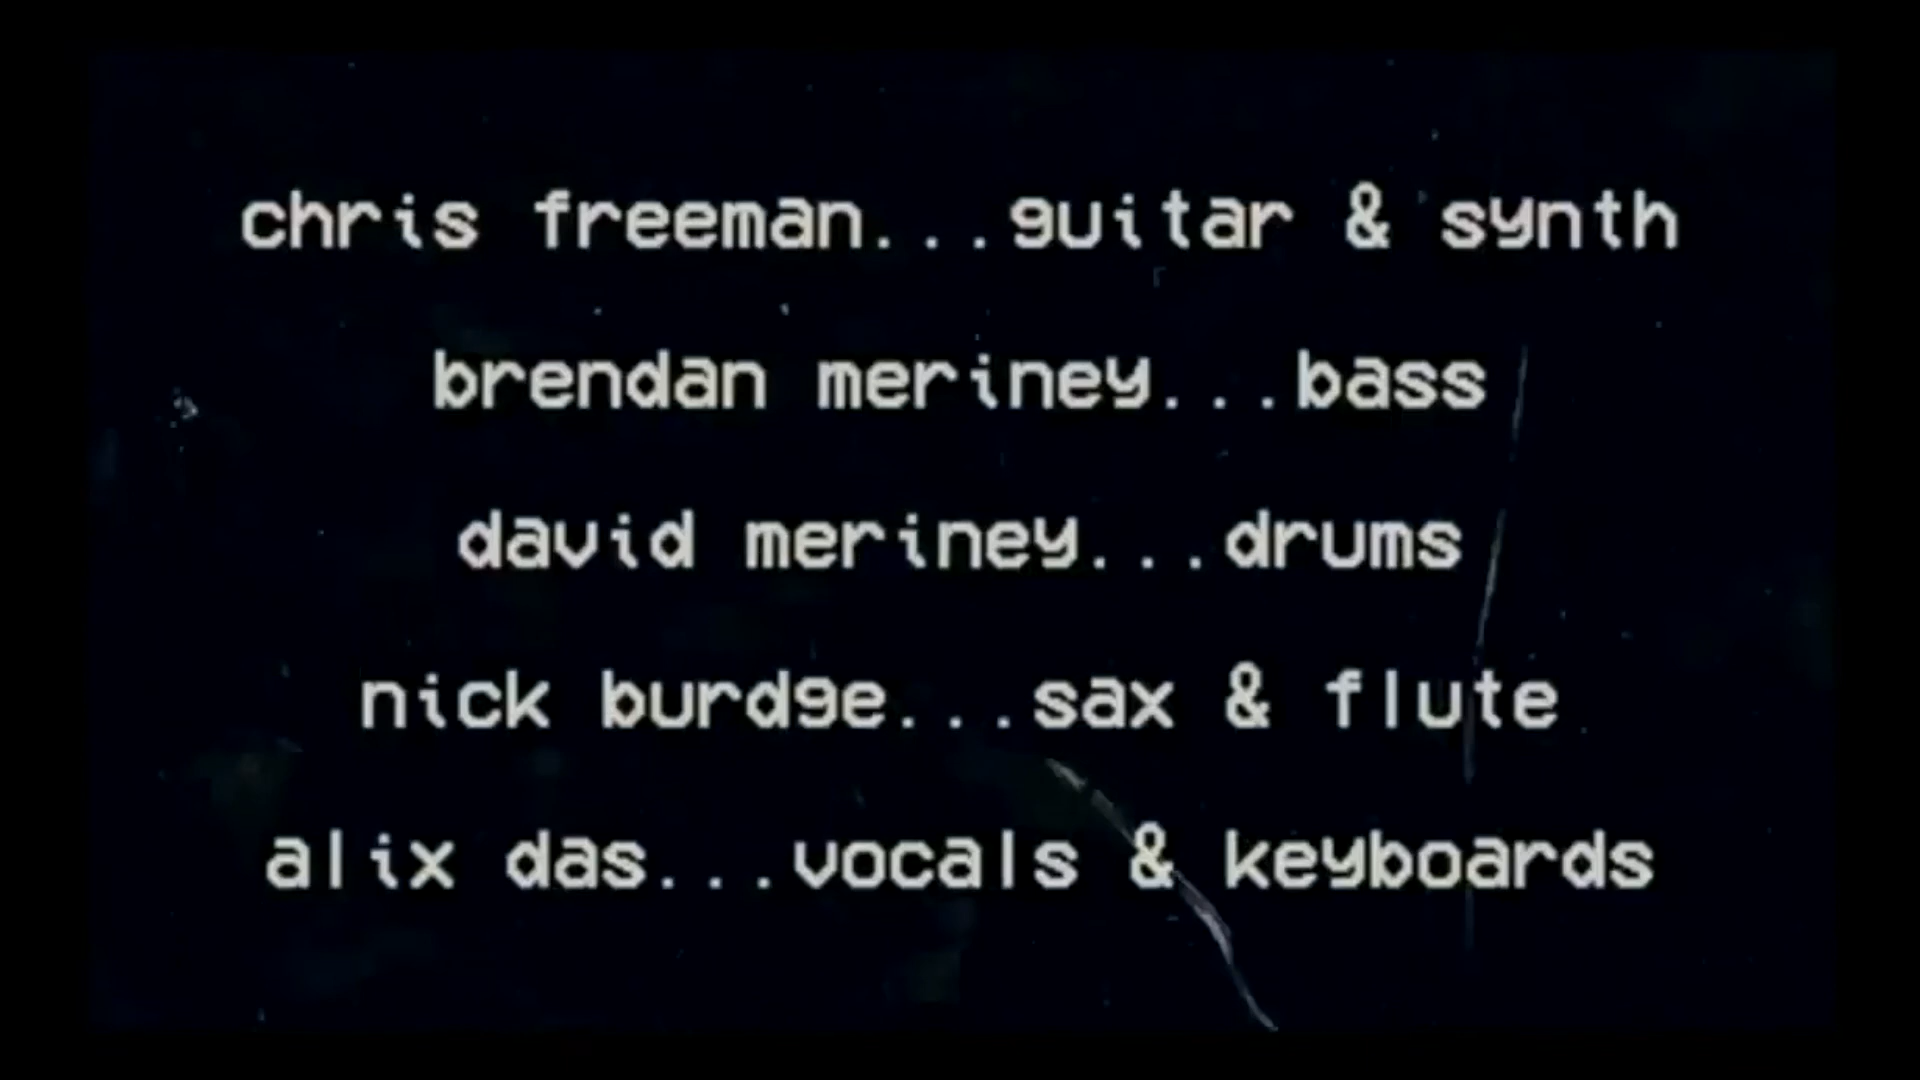 chris freeman...guitar & synth
brendan meriney...bass
david meriney...drums
nick burdge...sax & flute
alix das...vocals & keyboards